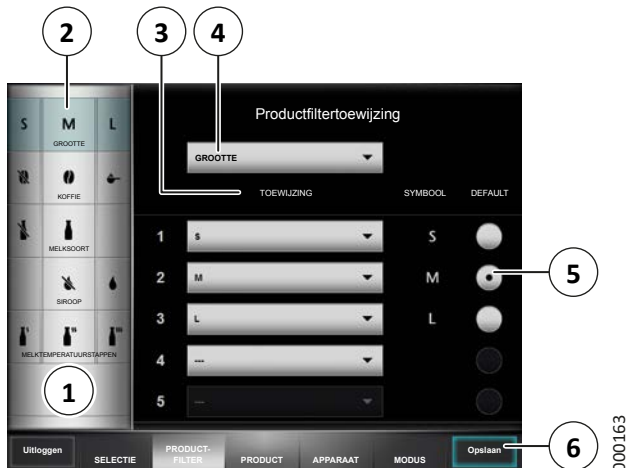 2
3
4
Productfiltertoewijzing
S M L
GROOTTE
GROOTTE
TOEWIJZING SYMBOOL DEFAULT
KOFFIE
1 S S
MELKSOORT
2 M M
5
SIROOP
3 L L
MELKTEMPERATUURSTAPPEN
4 ---
1
5 ---
Uitloggen
SELECTIE
PRODUCT-
FILTER
PRODUCT
APPARAAT
MODUS
Opslaan
6
000163